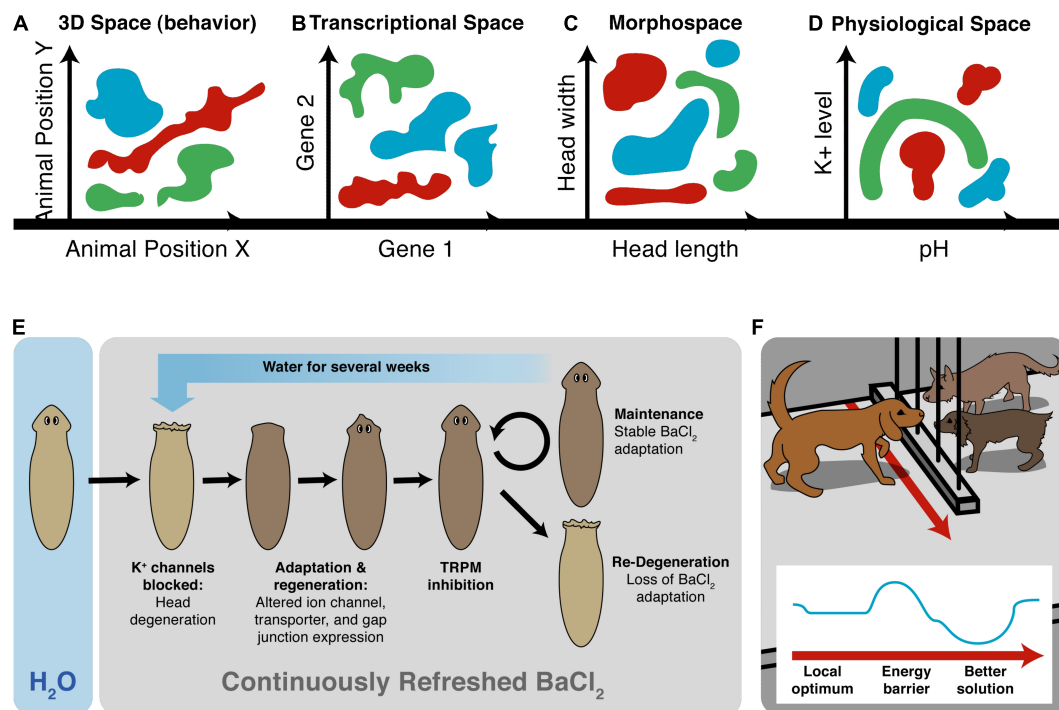 A
3D Space (behavior)
Animal Position Y
Animal Position X
B
Transcriptional Space
Gene 2
Gene 1
C
Morphospace
Head width
Head length
D
Physiological Space
K+ level
pH
E
Water for several weeks
K⁺ channels
blocked:
Head
degeneration
Adaptation &
regeneration:
Altered ion channel,
transporter, and gap
junction expression
TRPM
inhibition
Maintenance
Stable BaCl₂
adaptation
Re-Degeneration
Loss of BaCl₂
adaptation
H₂O
Continuously Refreshed BaCl₂
F
Local
optimum
Energy
barrier
Better
solution